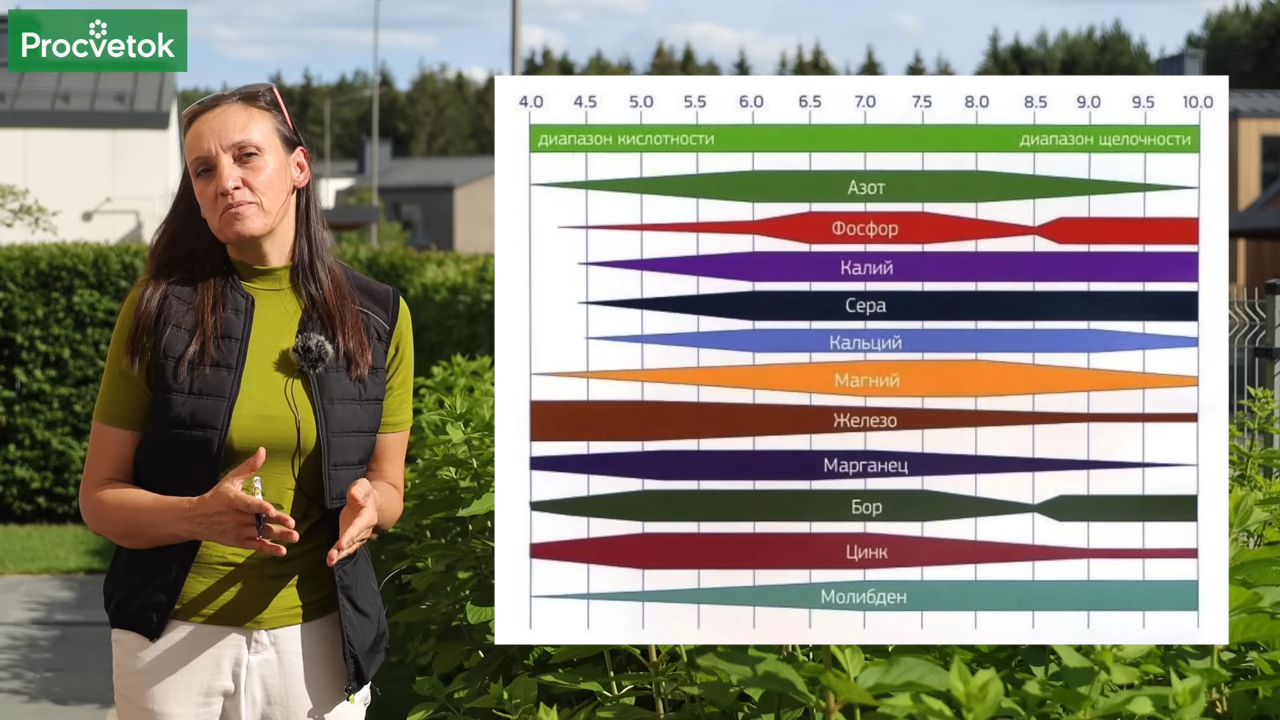 Procvetok
4.0 4.5 5.0 5.5 6.0 6.5 7.0 7.5 8.0 8.5 9.0 9.5 10.0
диапазон кислотности диапазон щелочности
Азот
Фосфор
Калий
Сера
Кальций
Магний
Железо
Марганец
Бор
Цинк
Молибден